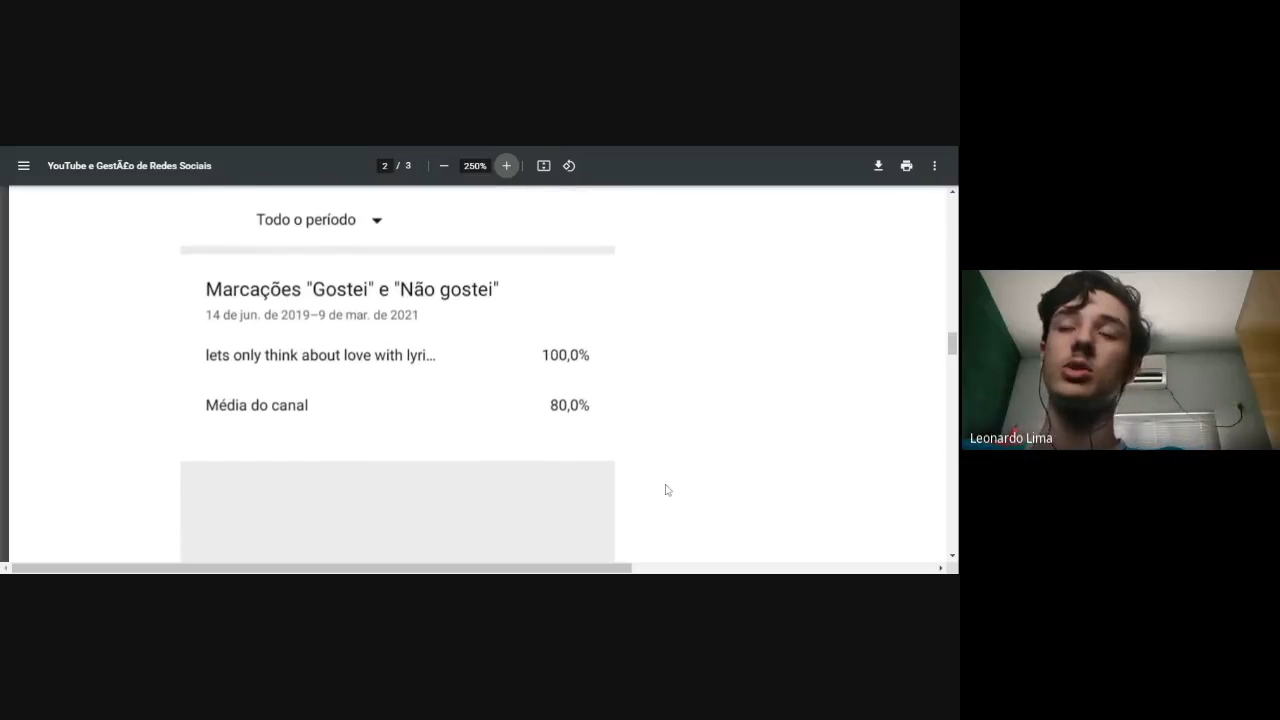 YouTube e GestÃ£o de Redes Sociais
2 / 3
250%
Todo o período
Marcações "Gostei" e "Não gostei"
14 de jun. de 2019–9 de mar. de 2021
lets only think about love with lyri... 100,0%
Média do canal 80,0%
Leonardo Lima